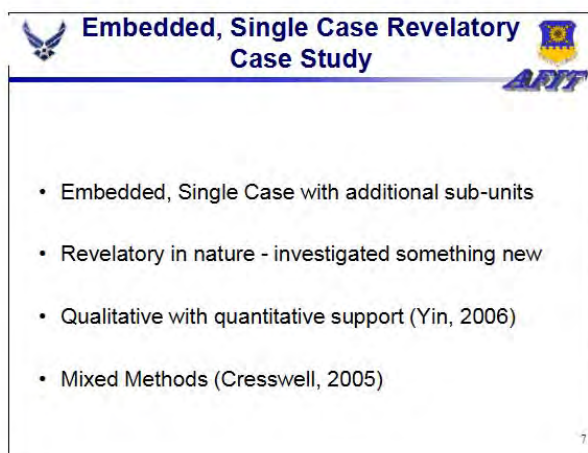 Embedded, Single Case Revelatory
Case Study
AFIT
• Embedded, Single Case with additional sub-units
• Revelatory in nature - investigated something new
• Qualitative with quantitative support (Yin, 2006)
• Mixed Methods (Cresswell, 2005)
7